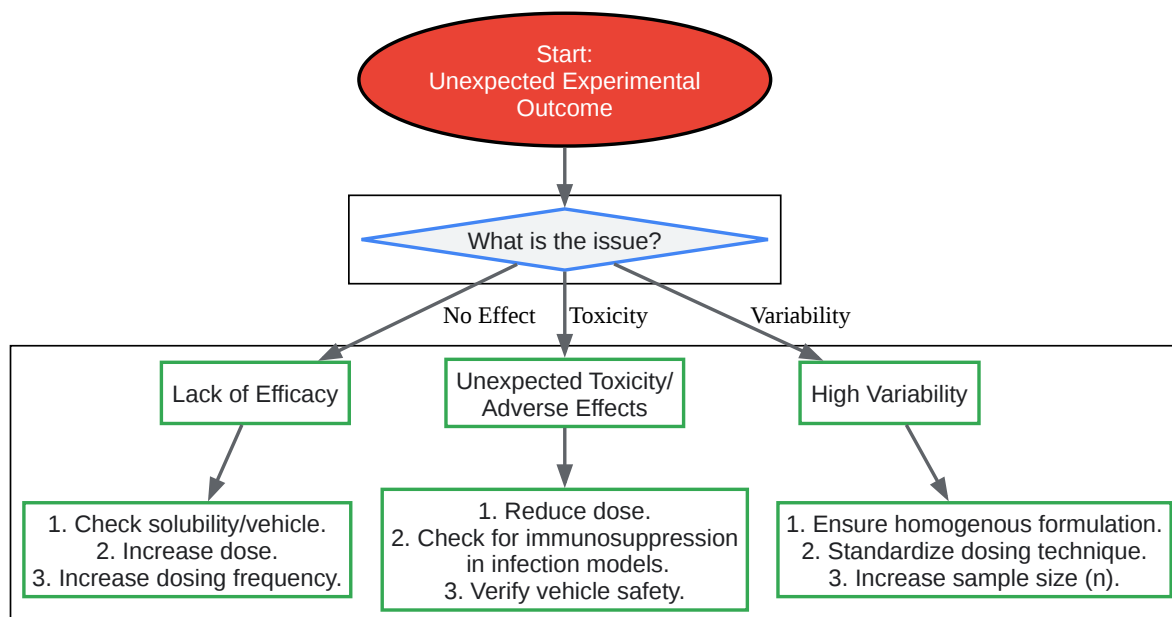 Start:
Unexpected Experimental
Outcome
What is the issue?
No Effect
Toxicity
Variability
Lack of Efficacy
Unexpected Toxicity/
Adverse Effects
High Variability
1. Check solubility/vehicle.
2. Increase dose.
3. Increase dosing frequency.
1. Reduce dose.
2. Check for immunosuppression
in infection models.
3. Verify vehicle safety.
1. Ensure homogenous formulation.
2. Standardize dosing technique.
3. Increase sample size (n).